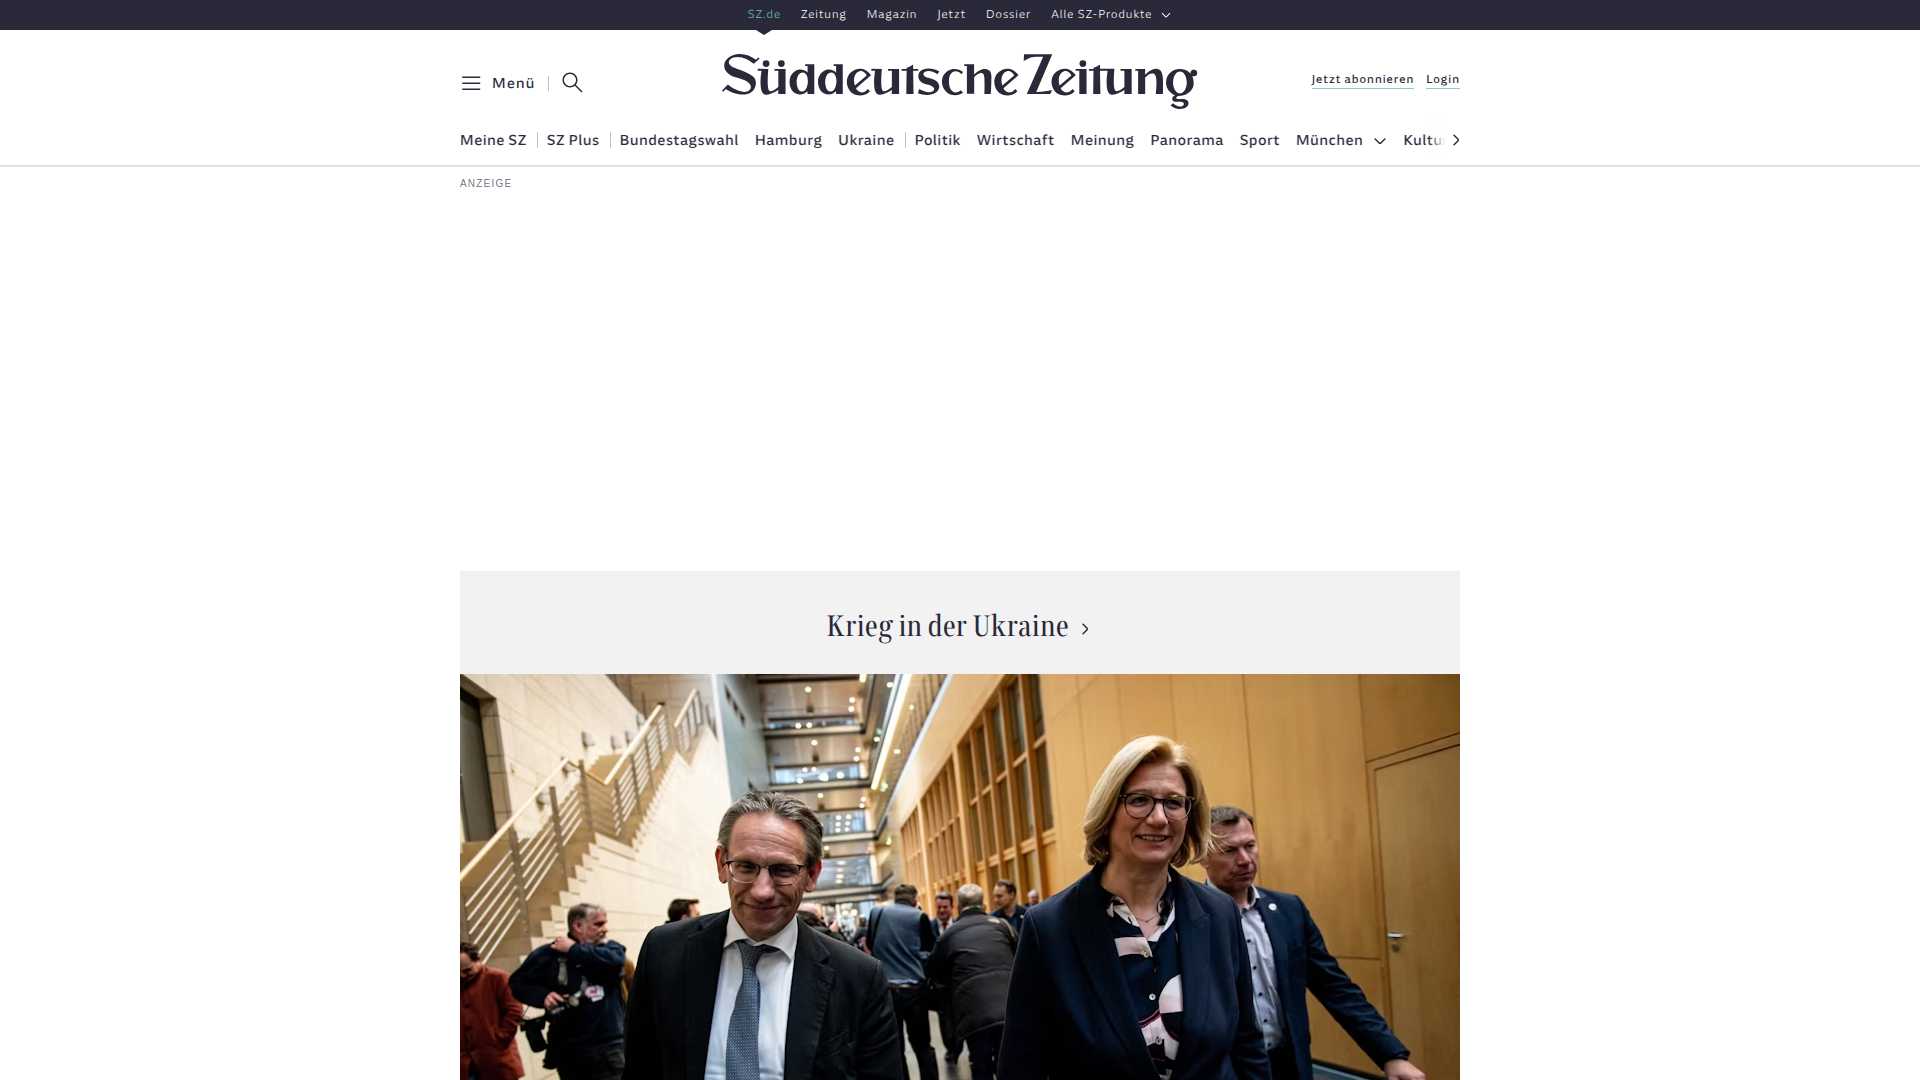 SZ.de Zeitung Magazin Jetzt Dossier Alle SZ-Produkte
Menü
Süddeutsche Zeitung
Jetzt abonnieren Login
Meine SZ SZ Plus Bundestagswahl Hamburg Ukraine Politik Wirtschaft Meinung Panorama Sport München Kultu
ANZEIGE
Krieg in der Ukraine